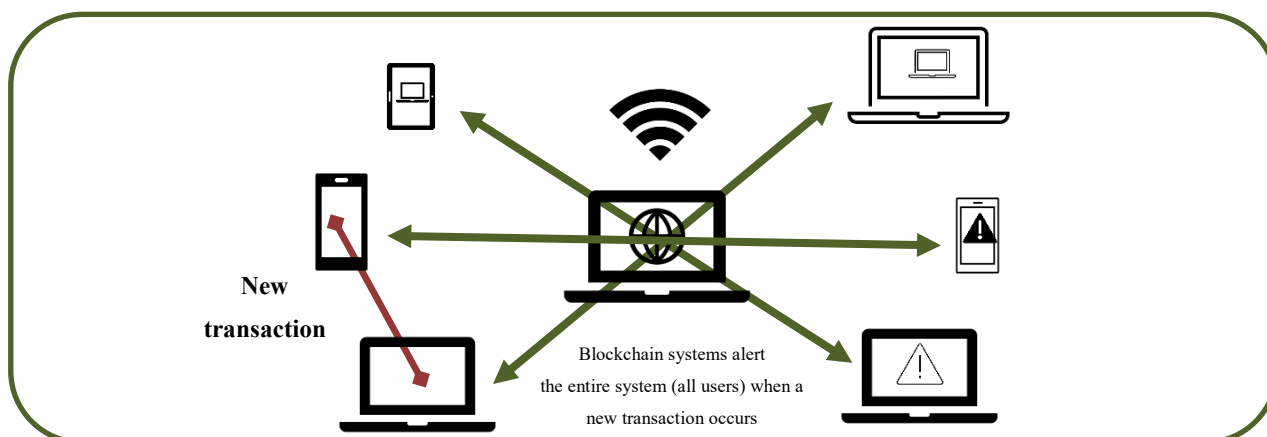 New
transaction
Blockchain systems alert
the entire system (all users) when a
new transaction occurs